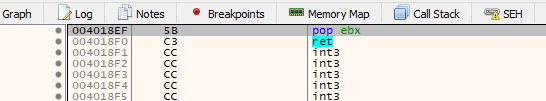 Graph Log Notes Breakpoints Memory Map Call Stack SEH
004018EF 5B pop ebx
004018F0 C3 ret
004018F1 CC int3
004018F2 CC int3
004018F3 CC int3
004018F4 CC int3
004018F5 CC int3